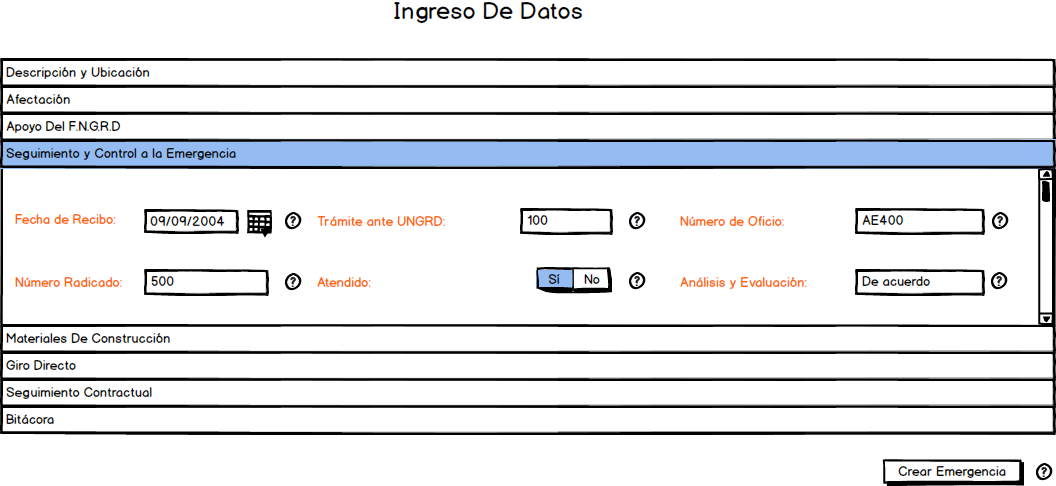 Ingreso De Datos
Descripción y Ubicación
Afectación
Apoyo Del F.N.G.R.D
Seguimiento y Control a la Emergencia
Fecha de Recibo: 09/09/2004 ? Trámite ante UNGRD: 100 ? Número de Oficio: AE400 ?
Número Radicado: 500 ? Atendido: Sí No ? Análisis y Evaluación: De acuerdo ?
Materiales De Construcción
Giro Directo
Seguimiento Contractual
Bitácora
Crear Emergencia ?